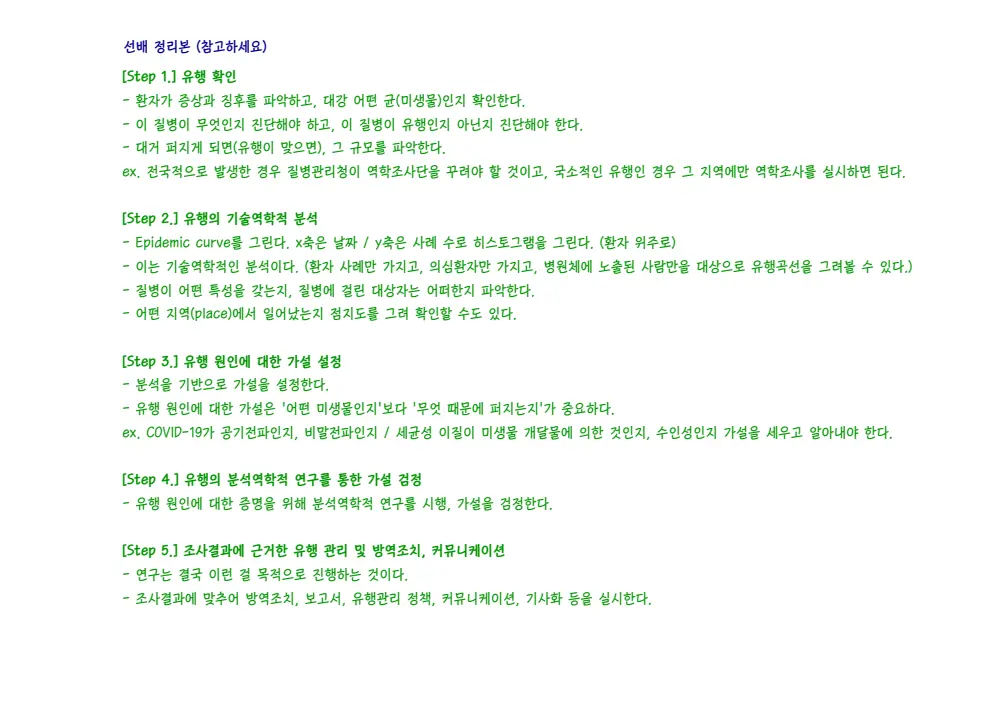 선배 정리본 (참고하세요)
[Step 1.] 유행 확인
- 환자가 증상과 징후를 파악하고, 대강 어떤 균(미생물)인지 확인한다.
- 이 질병이 무엇인지 진단해야 하고, 이 질병이 유행인지 아닌지 진단해야 한다.
- 대거 퍼지게 되면(유행이 맞으면), 그 규모를 파악한다.
ex. 전국적으로 발생한 경우 질병관리청이 역학조사단을 꾸려야 할 것이고, 국소적인 유행인 경우 그 지역에만 역학조사를 실시하면 된다.
[Step 2.] 유행의 기술역학적 분석
- Epidemic curve를 그린다. x축은 날짜 / y축은 사례 수로 히스토그램을 그린다. (환자 위주로)
- 이는 기술역학적인 분석이다. (환자 사례만 가지고, 의심환자만 가지고, 병원체에 노출된 사람만을 대상으로 유행곡선을 그려볼 수 있다.)
- 질병이 어떤 특성을 갖는지, 질병에 걸린 대상자는 어떠한지 파악한다.
- 어떤 지역(place)에서 일어났는지 점지도를 그려 확인할 수도 있다.
[Step 3.] 유행 원인에 대한 가설 설정
- 분석을 기반으로 가설을 설정한다.
- 유행 원인에 대한 가설은 '어떤 미생물인지'보다 '무엇 때문에 퍼지는지'가 중요하다.
ex. COVID-19가 공기전파인지, 비말전파인지 / 세균성 이질이 미생물 개달물에 의한 것인지, 수인성인지 가설을 세우고 알아내야 한다.
[Step 4.] 유행의 분석역학적 연구를 통한 가설 검정
- 유행 원인에 대한 증명을 위해 분석역학적 연구를 시행, 가설을 검정한다.
[Step 5.] 조사결과에 근거한 유행 관리 및 방역조치, 커뮤니케이션
- 연구는 결국 이런 걸 목적으로 진행하는 것이다.
- 조사결과에 맞추어 방역조치, 보고서, 유행관리 정책, 커뮤니케이션, 기사화 등을 실시한다.